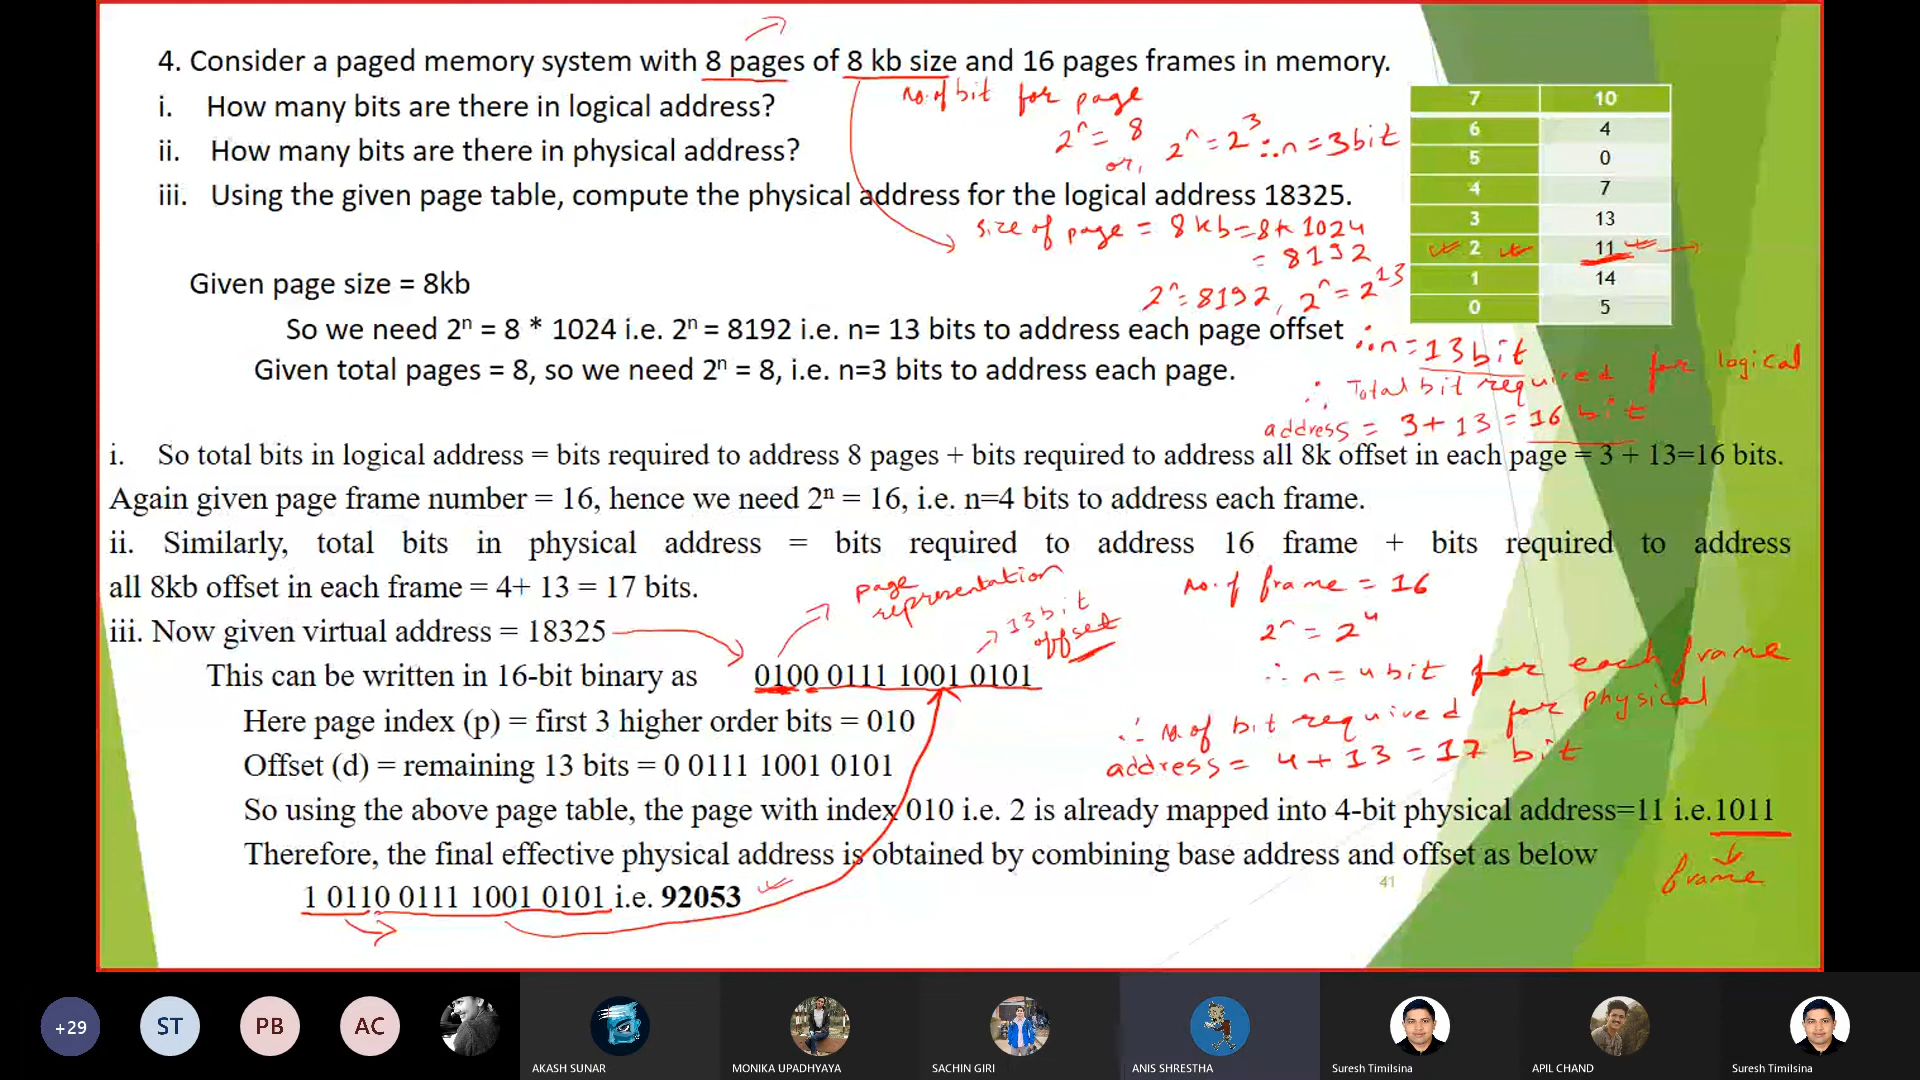 4. Consider a paged memory system with 8 pages of 8 kb size and 16 pages frames in memory.
i. How many bits are there in logical address?
ii. How many bits are there in physical address?
iii. Using the given page table, compute the physical address for the logical address 18325.
no. of bit for page
2ⁿ = 8
or, 2ⁿ = 2³ ∴ n = 3 bit
7 10
6 4
5 0
4 7
3 13
2 11
1 14
0 5
size of page = 8 kb = 8 * 1024
= 8192
2ⁿ = 8192, 2ⁿ = 2¹³
∴ n = 13 bit
∴ Total bit required for logical
address = 3 + 13 = 16 bit
Given page size = 8kb
So we need 2ⁿ = 8 * 1024 i.e. 2ⁿ = 8192 i.e. n= 13 bits to address each page offset
Given total pages = 8, so we need 2ⁿ = 8, i.e. n=3 bits to address each page.
i. So total bits in logical address = bits required to address 8 pages + bits required to address all 8k offset in each page = 3 + 13=16 bits.
Again given page frame number = 16, hence we need 2ⁿ = 16, i.e. n=4 bits to address each frame.
ii. Similarly, total bits in physical address = bits required to address 16 frame + bits required to address
all 8kb offset in each frame = 4+ 13 = 17 bits.
iii. Now given virtual address = 18325
page
representation
13 bit
offset
no. of frame = 16
2ⁿ = 2⁴
∴ n = 4 bit for each frame
∴ no. of bit required for physical
address = 4 + 13 = 17 bit
This can be written in 16-bit binary as 0100 0111 1001 0101
Here page index (p) = first 3 higher order bits = 010
Offset (d) = remaining 13 bits = 0 0111 1001 0101
So using the above page table, the page with index 010 i.e. 2 is already mapped into 4-bit physical address=11 i.e.1011
Therefore, the final effective physical address is obtained by combining base address and offset as below
frame
1 0110 0111 1001 0101 i.e. 92053
41
+29
ST
PB
AC
AKASH SUNAR
MONIKA UPADHYAYA
SACHIN GIRI
ANIS SHRESTHA
Suresh Timilsina
APIL CHAND
Suresh Timilsina